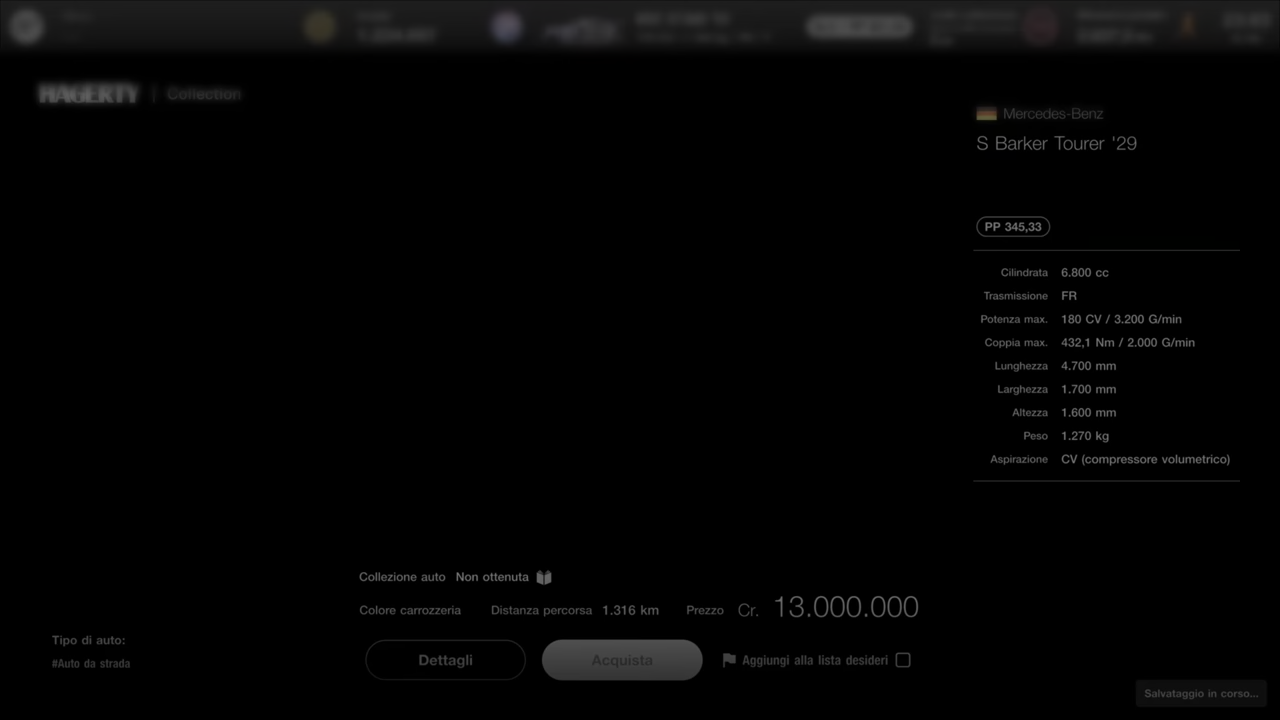 HAGERTY | Collection
Mercedes-Benz
S Barker Tourer '29
PP 345,33
Cilindrata 6.800 cc
Trasmissione FR
Potenza max. 180 CV / 3.200 G/min
Coppia max. 432,1 Nm / 2.000 G/min
Lunghezza 4.700 mm
Larghezza 1.700 mm
Altezza 1.600 mm
Peso 1.270 kg
Aspirazione CV (compressore volumetrico)
Collezione auto Non ottenuta
Colore carrozzeria Distanza percorsa 1.316 km Prezzo Cr. 13.000.000
Tipo di auto:
#Auto da strada
Dettagli Acquista Aggiungi alla lista desideri
Salvataggio in corso...